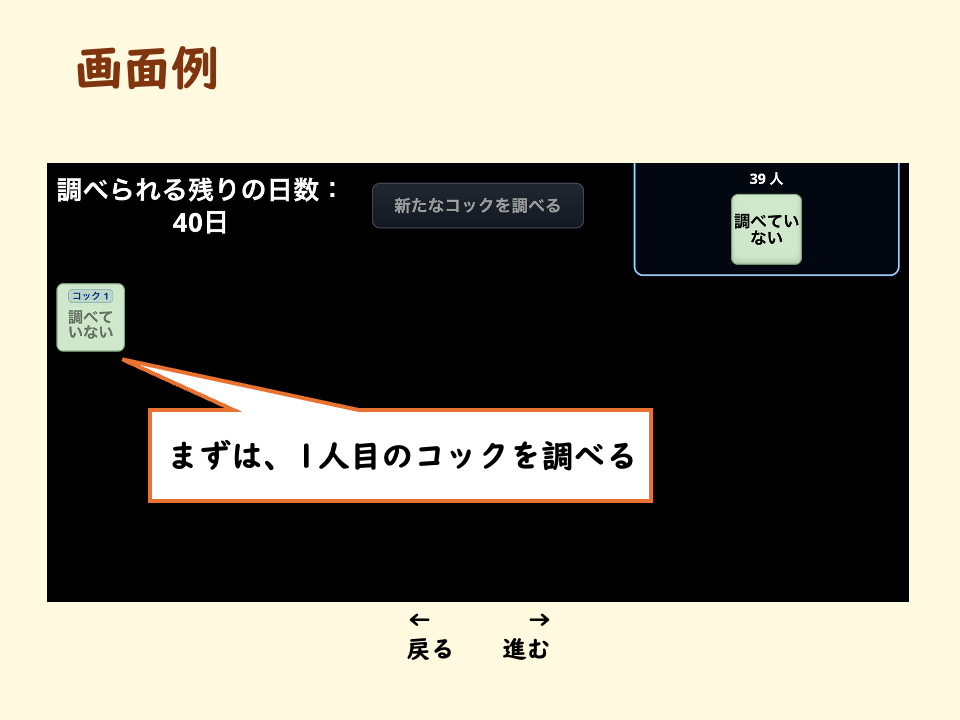 画面例
調べられる残りの日数：
40日
新たなコックを調べる
39 人
調べてい
ない
コック 1
調べて
いない
まずは、1人目のコックを調べる
← →
戻る 進む